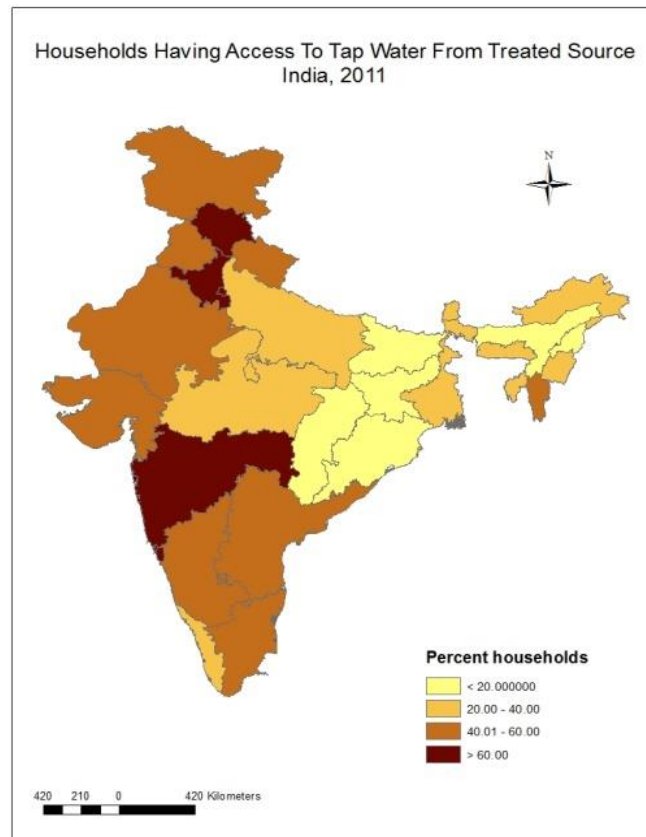 Households Having Access To Tap Water From Treated Source
India, 2011
N
Percent households
< 20.000000
20.00 - 40.00
40.01 - 60.00
> 60.00
420 210 0 420 Kilometers